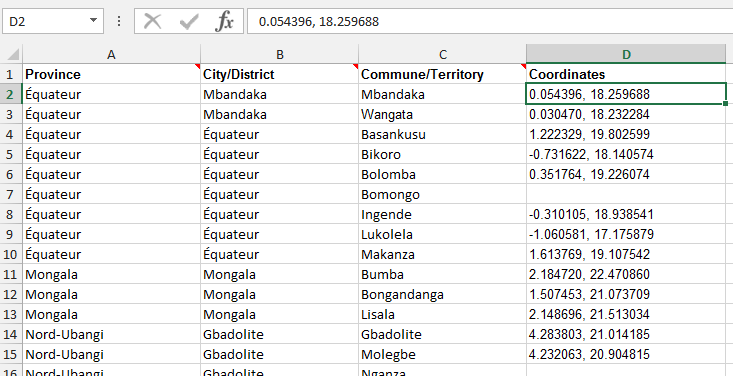 D2 fx 0.054396, 18.259688
A B C D
1 Province City/District Commune/Territory Coordinates
2 Équateur Mbandaka Mbandaka 0.054396, 18.259688
3 Équateur Mbandaka Wangata 0.030470, 18.232284
4 Équateur Équateur Basankusu 1.222329, 19.802599
5 Équateur Équateur Bikoro -0.731622, 18.140574
6 Équateur Équateur Bolomba 0.351764, 19.226074
7 Équateur Équateur Bomongo
8 Équateur Équateur Ingende -0.310105, 18.938541
9 Équateur Équateur Lukolela -1.060581, 17.175879
10 Équateur Équateur Makanza 1.613769, 19.107542
11 Mongala Mongala Bumba 2.184720, 22.470860
12 Mongala Mongala Bongandanga 1.507453, 21.073709
13 Mongala Mongala Lisala 2.148696, 21.513034
14 Nord-Ubangi Gbadolite Gbadolite 4.283803, 21.014185
15 Nord-Ubangi Gbadolite Molegbe 4.232063, 20.904815
16 Nord-Ubangi Gbadolite Nganza